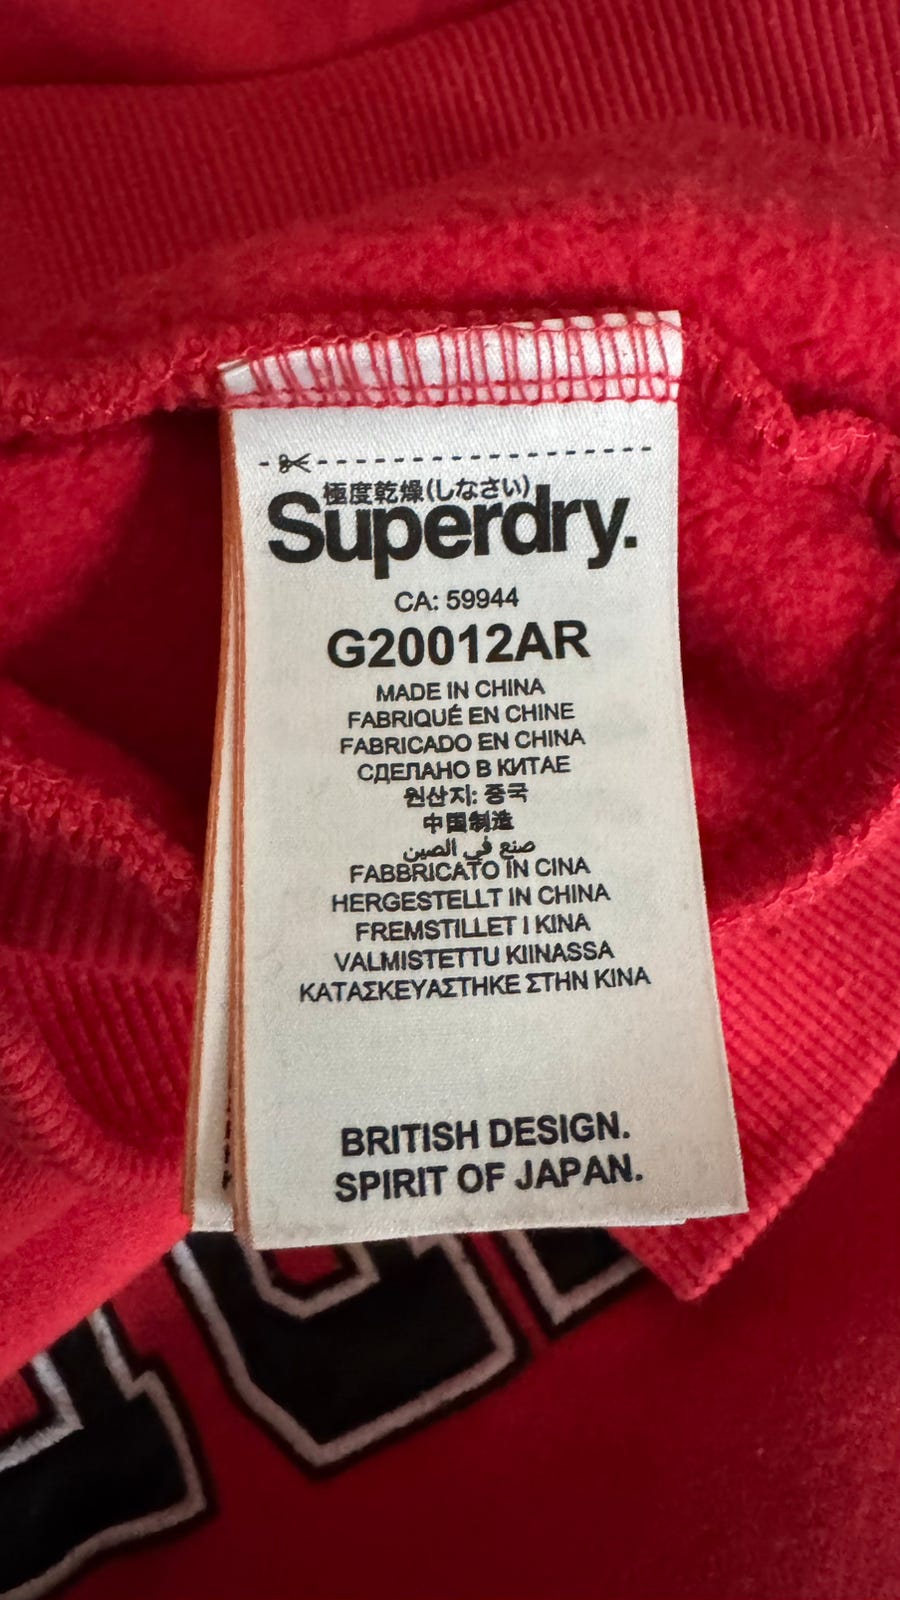 極度乾燥(しなさい)
Superdry.
CA: 59944
G20012AR
MADE IN CHINA
FABRIQUÉ EN CHINE
FABRICADO EN CHINA
СДЕЛАНО В КИТАЕ
원산지: 중국
中国制造
صنع في الصين
FABBRICATO IN CINA
HERGESTELLT IN CHINA
FREMSTILLET I KINA
VALMISTETTU KIINASSA
ΚΑΤΑΣΚΕΥΑΣΤΗΚΕ ΣΤΗΝ ΚΙΝΑ
BRITISH DESIGN.
SPIRIT OF JAPAN.